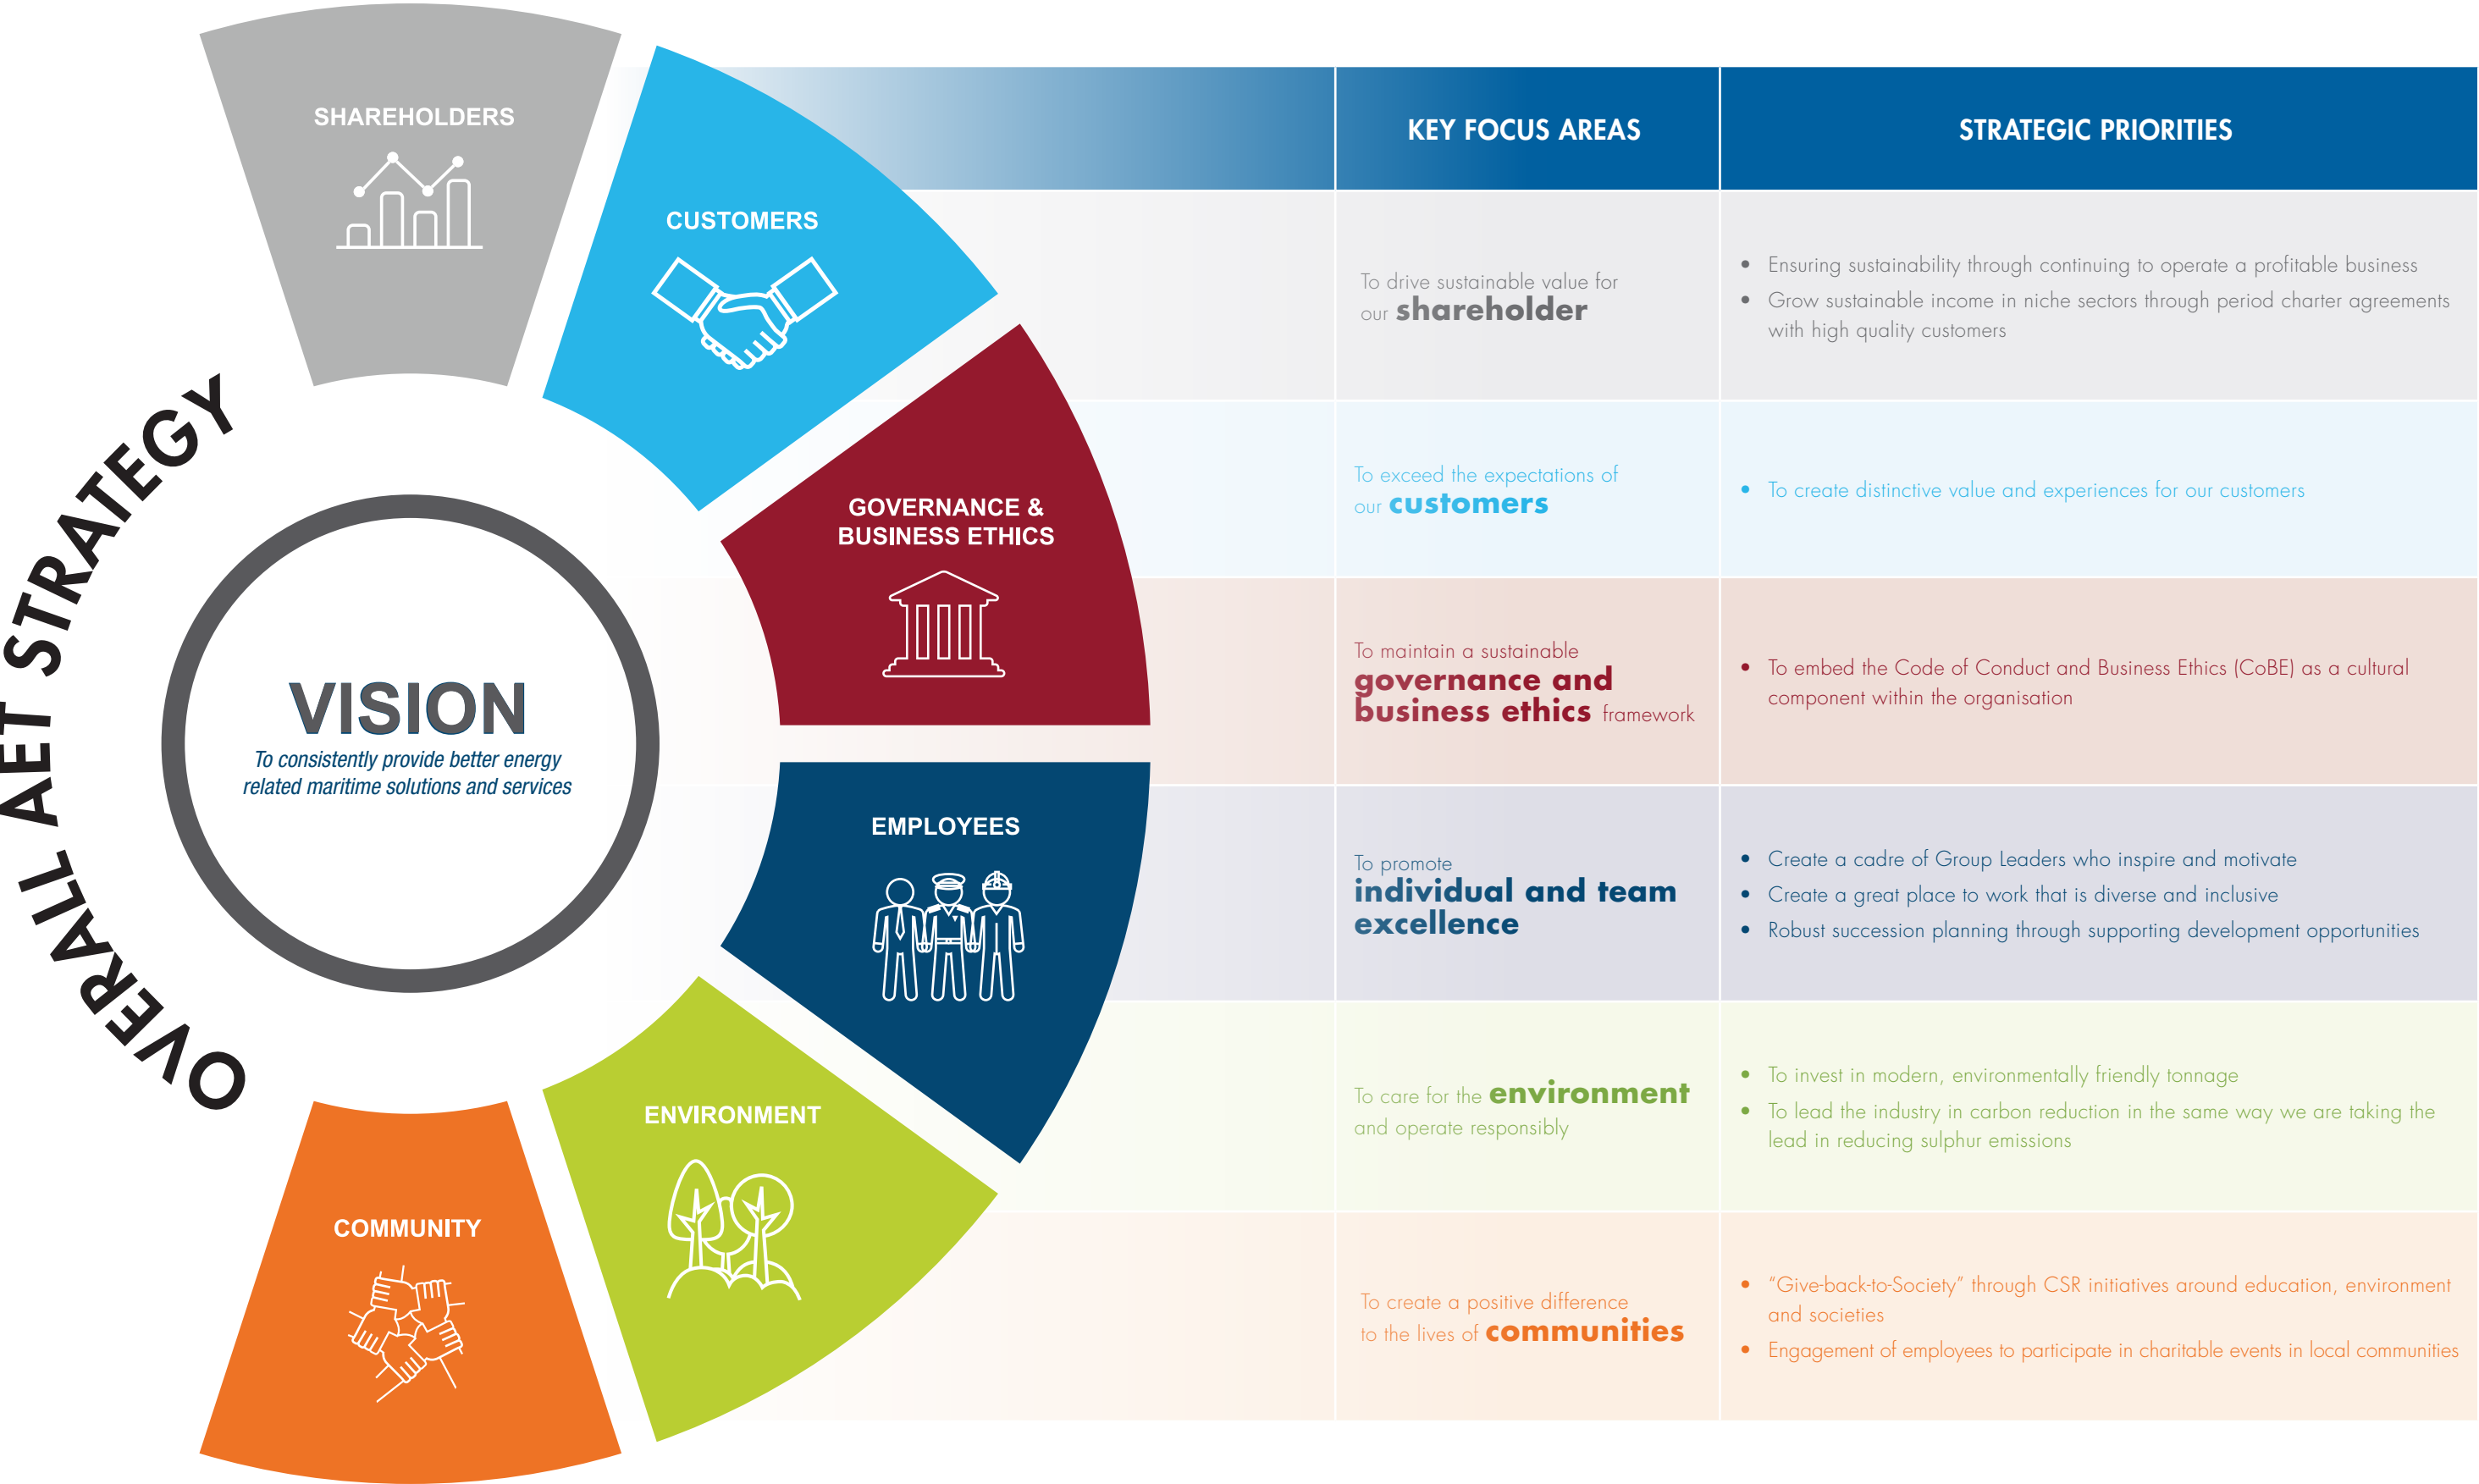 OVERALL AET STRATEGY
VISION
To consistently provide better energy
related maritime solutions and services
SHAREHOLDERS
CUSTOMERS
GOVERNANCE &
BUSINESS ETHICS
EMPLOYEES
ENVIRONMENT
COMMUNITY
KEY FOCUS AREAS
STRATEGIC PRIORITIES
To drive sustainable value for
our shareholder
• Ensuring sustainability through continuing to operate a profitable business
• Grow sustainable income in niche sectors through period charter agreements
with high quality customers
To exceed the expectations of
our customers
• To create distinctive value and experiences for our customers
To maintain a sustainable
governance and
business ethics framework
• To embed the Code of Conduct and Business Ethics (CoBE) as a cultural
component within the organisation
To promote
individual and team
excellence
• Create a cadre of Group Leaders who inspire and motivate
• Create a great place to work that is diverse and inclusive
• Robust succession planning through supporting development opportunities
To care for the environment
and operate responsibly
• To invest in modern, environmentally friendly tonnage
• To lead the industry in carbon reduction in the same way we are taking the
lead in reducing sulphur emissions
To create a positive difference
to the lives of communities
• “Give-back-to-Society” through CSR initiatives around education, environment
and societies
• Engagement of employees to participate in charitable events in local communities